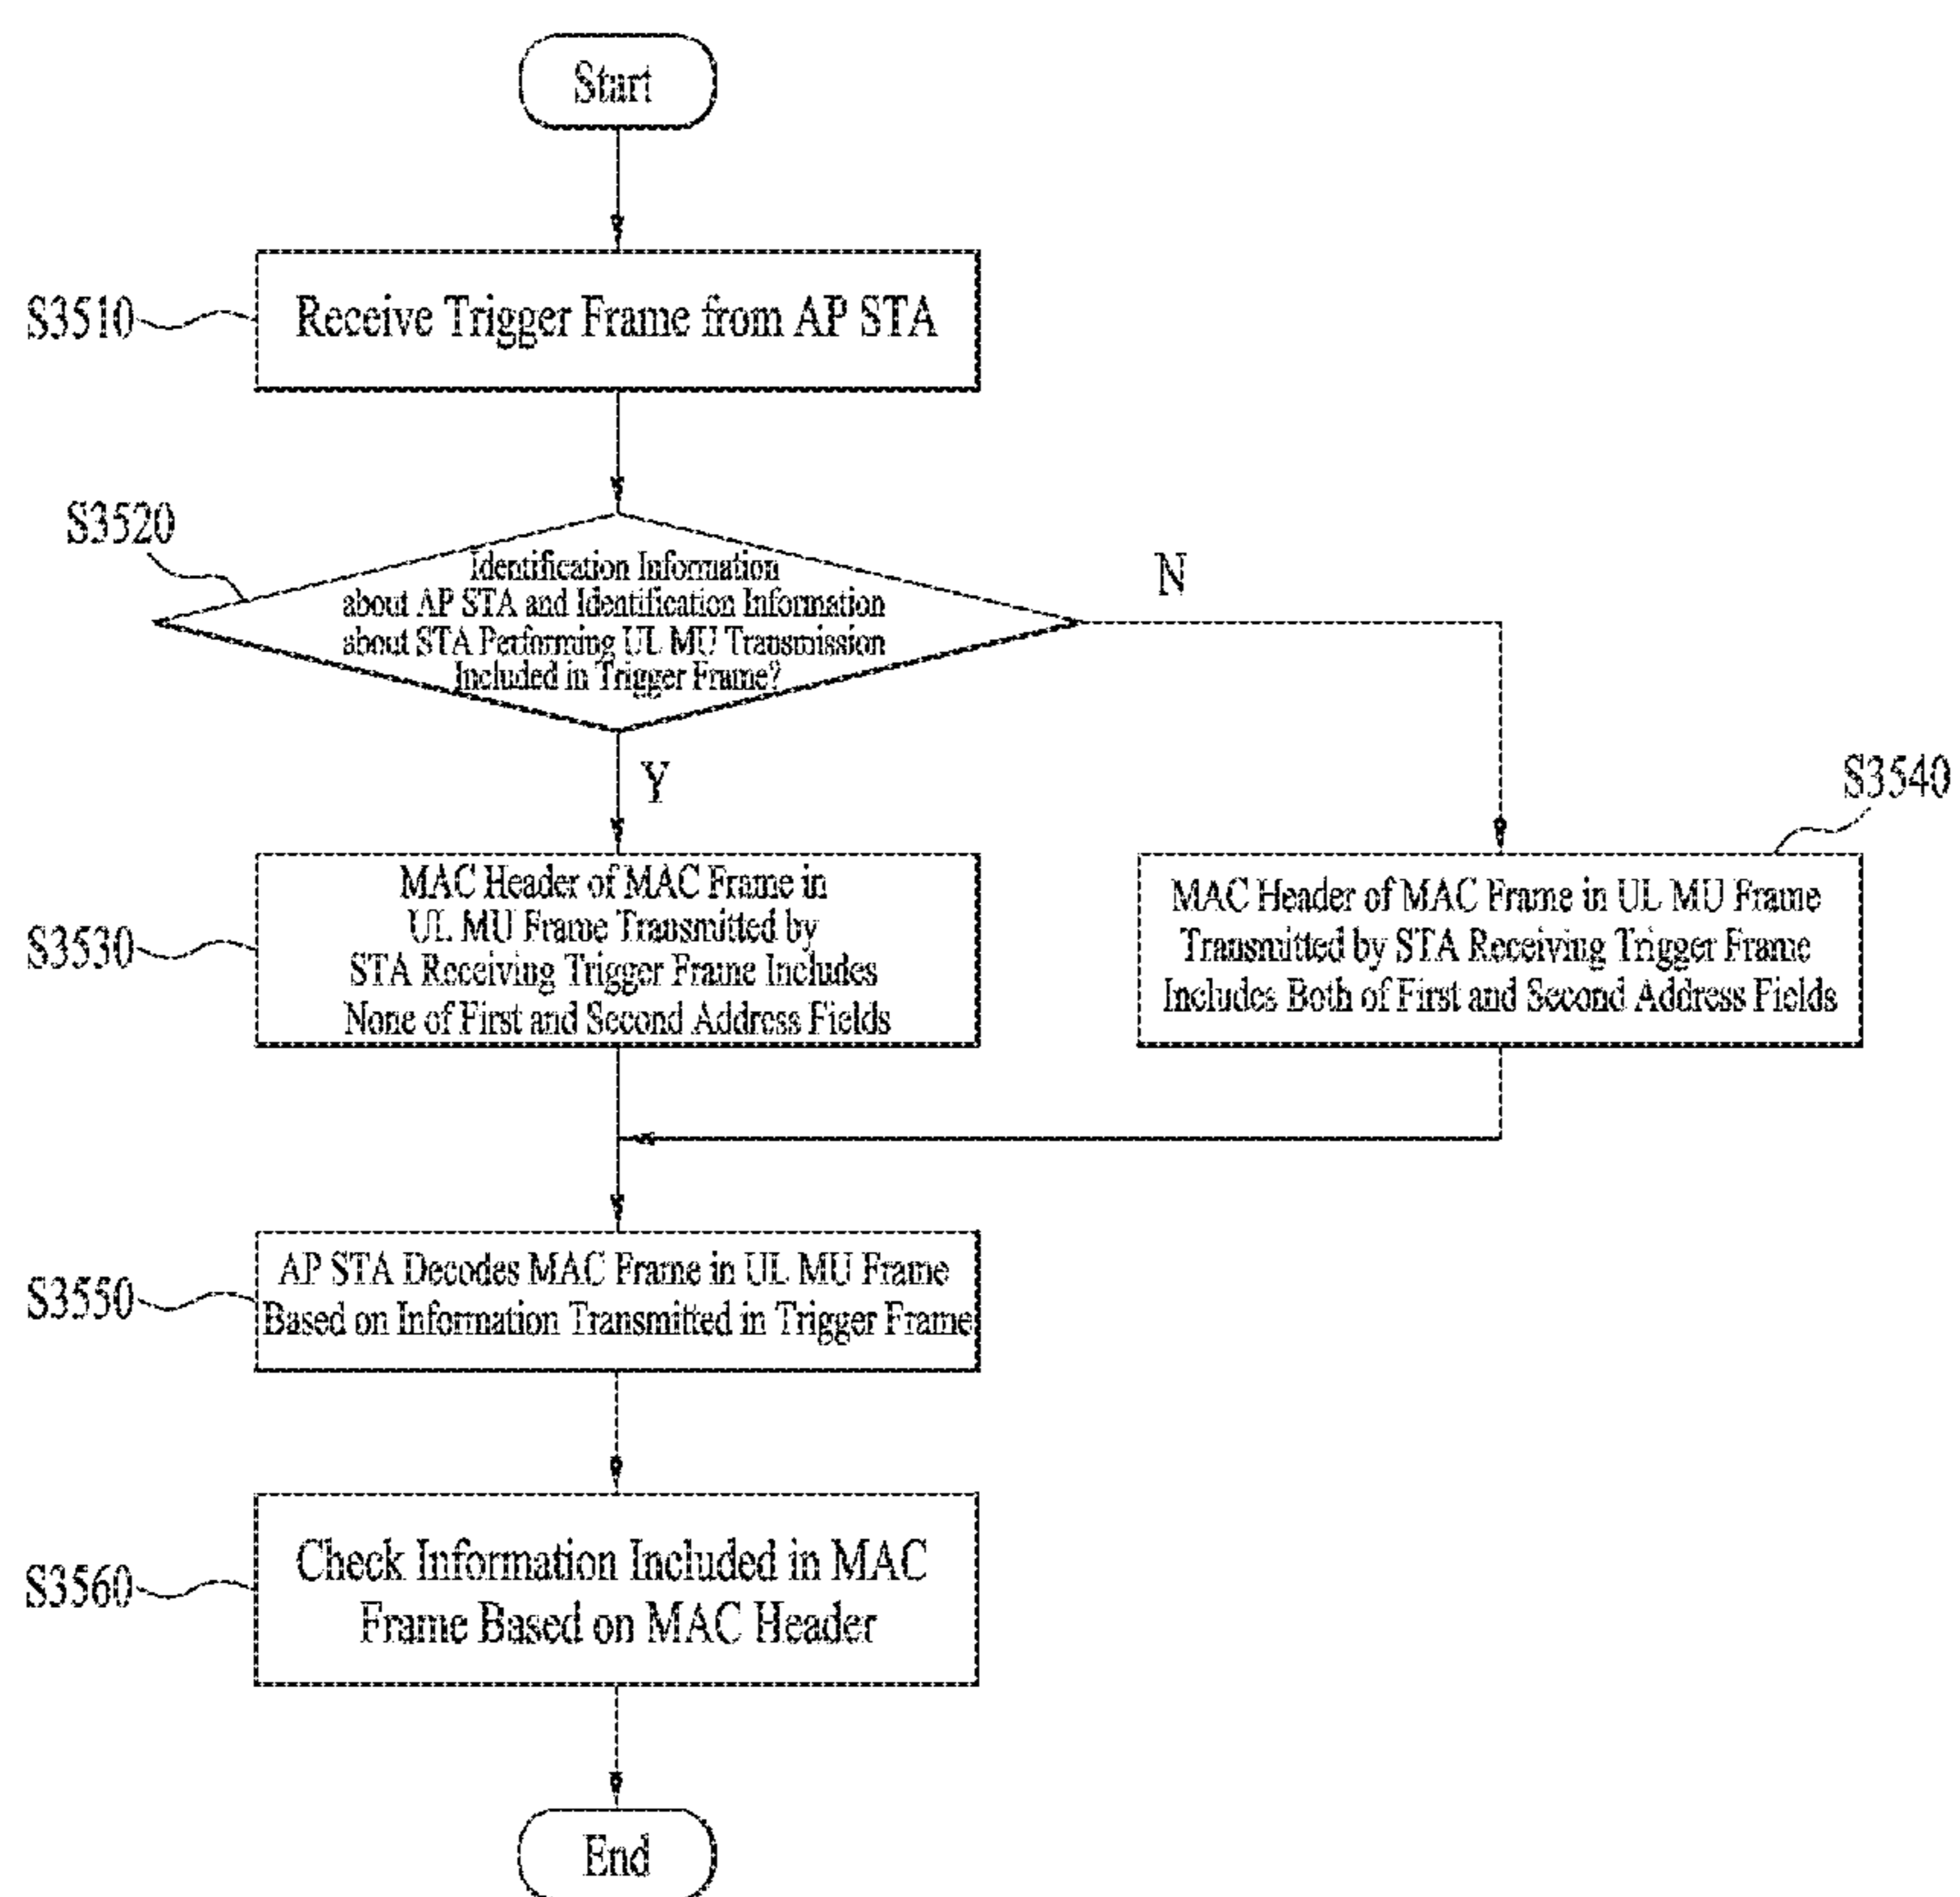 Start
S3510
Receive Trigger Frame from AP STA
S3520
Identification Information
about AP STA and Identification Information
about STA Performing UL MU Transmission
Included in Trigger Frame?
N
Y
S3540
S3530
MAC Header of MAC Frame in
UL MU Frame Transmitted by
STA Receiving Trigger Frame Includes
None of First and Second Address Fields
MAC Header of MAC Frame in UL MU Frame
Transmitted by STA Receiving Trigger Frame
Includes Both of First and Second Address Fields
S3550
AP STA Decodes MAC Frame in UL MU Frame
Based on Information Transmitted in Trigger Frame
S3560
Check Information Included in MAC
Frame Based on MAC Header
End